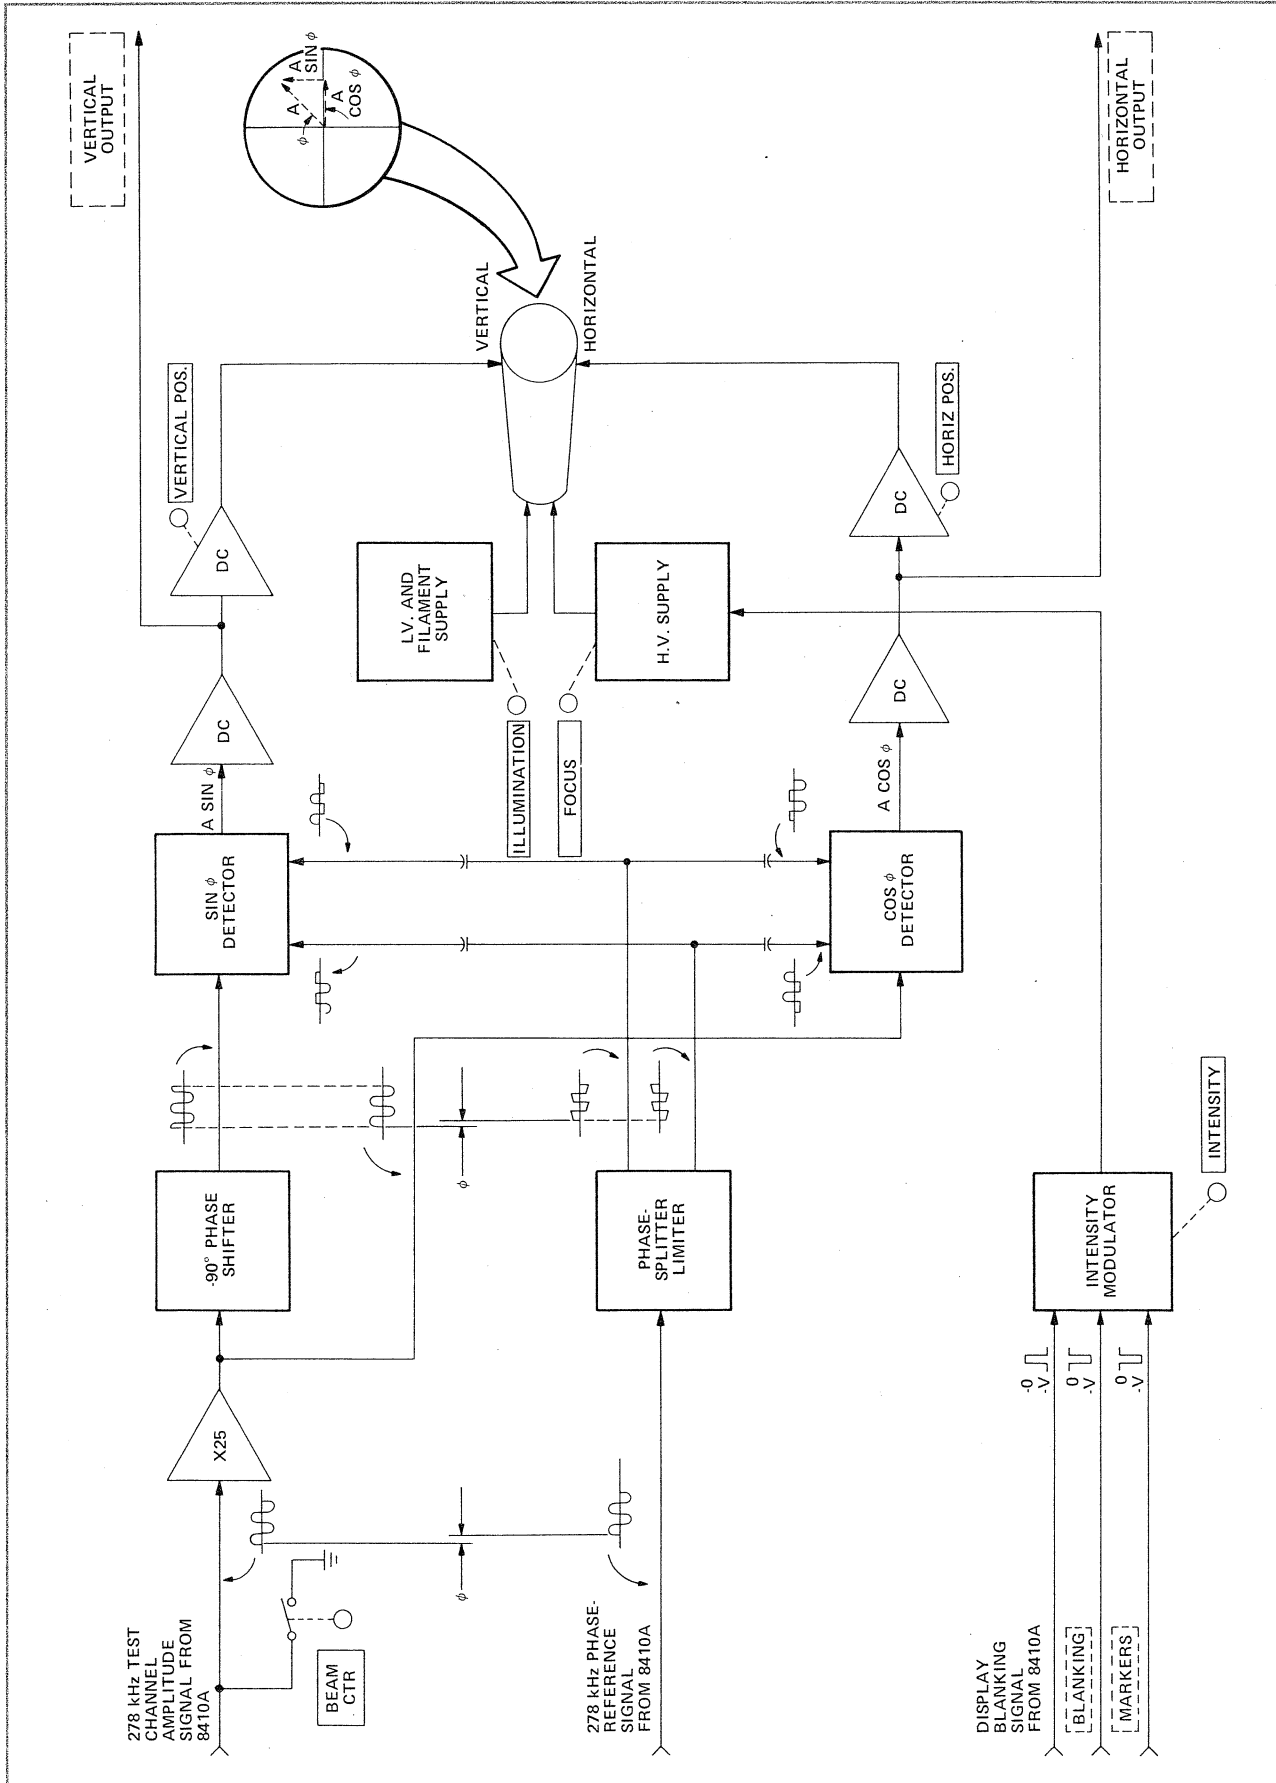 278 kHz TEST
CHANNEL
AMPLITUDE
SIGNAL FROM
8410A
BEAM
CTR
X25
-90° PHASE
SHIFTER
SIN ϕ
DETECTOR
A SIN ϕ
DC
DC
VERTICAL POS.
VERTICAL
OUTPUT
A
SIN ϕ
A
ϕ
A
COS ϕ
VERTICAL
HORIZONTAL
LV. AND
FILAMENT
SUPPLY
ILLUMINATION
H.V. SUPPLY
FOCUS
ϕ
ϕ
278 kHz PHASE-
REFERENCE
SIGNAL
FROM 8410A
PHASE-
SPLITTER
LIMITER
COS ϕ
DETECTOR
A COS ϕ
DC
DC
HORIZ POS.
HORIZONTAL
OUTPUT
DISPLAY
BLANKING
SIGNAL
FROM 8410A
BLANKING
MARKERS
-0
-V
0
-V
0
-V
INTENSITY
MODULATOR
INTENSITY